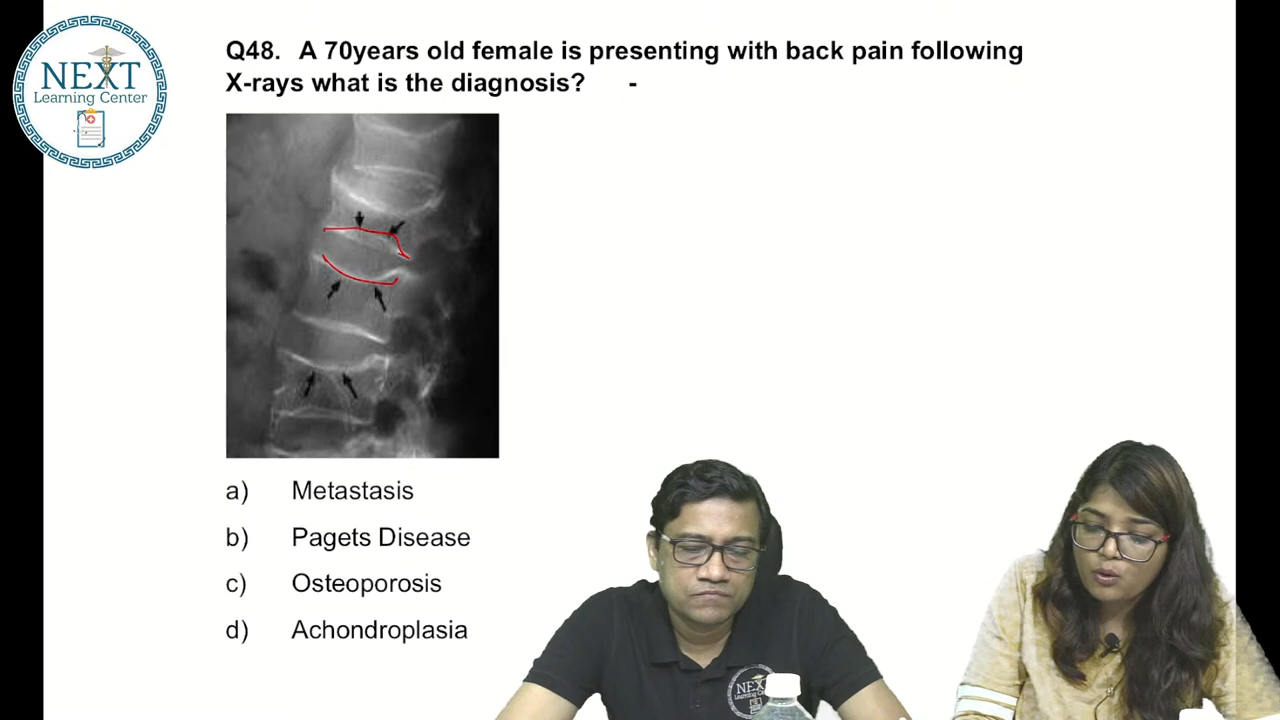 NEXT
Learning Center
Q48. A 70years old female is presenting with back pain following
X-rays what is the diagnosis? -
a) Metastasis
b) Pagets Disease
c) Osteoporosis
d) Achondroplasia
NEXT